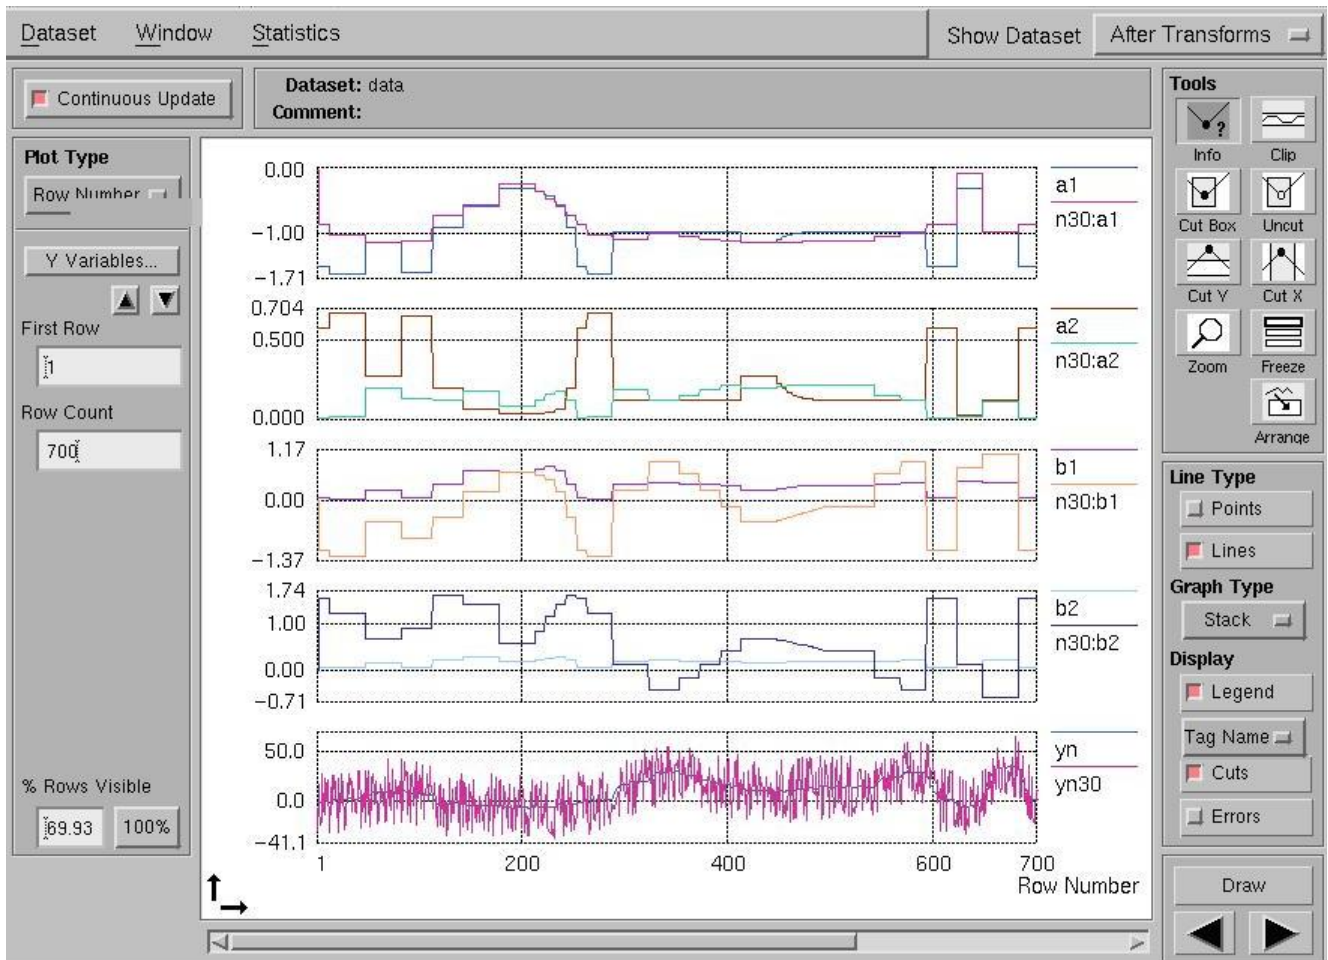 Dataset Window Statistics Show Dataset After Transforms
Continuous Update
Dataset: data
Comment:
Plot Type
Row Number
Y Variables...
First Row
1
Row Count
700
% Rows Visible
69.93 100%
0.00
-1.00
-1.71
a1
n30:a1
0.704
0.500
0.000
a2
n30:a2
1.17
0.00
-1.37
b1
n30:b1
1.74
1.00
0.00
-0.71
b2
n30:b2
50.0
0.0
-41.1
yn
yn30
1 200 400 600 700
Row Number
Tools
Info Clip
Cut Box Uncut
Cut Y Cut X
Zoom Freeze
Arrange
Line Type
Points
Lines
Graph Type
Stack
Display
Legend
Tag Name
Cuts
Errors
Draw